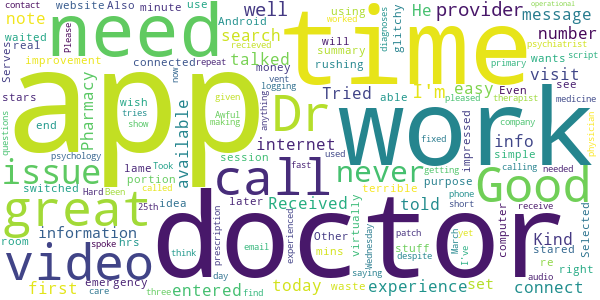 contact website Also minute use Android connected repeat
operational worked Please
note waited real money
need time provider message
well He talked search
glitchy using will summary
diagnoses psychiatrist
number rushing wants script
Serves improvement
app work
Pharmacy stars wish
vent logging able now
Dr Tried I'm easy visit primary
Even see medicine
end tries show Awful making given anything
available impressed pleased therapist company
questions psychology
issue call internet never info simple
session used fast fixed getting needed
physician
Hard Been lame Took
portion switched called later
Received told purpose terrible calling
phone receive short
great video doctor Good
25th idea Other virtually
stuff despite computer Kind
room hrs information spoke
prescription email experienced mins
Wednesday patch March yet
stared Selected
first emergency care three entered
think day find today waste saying
experience set I've audio re right connect
recieved